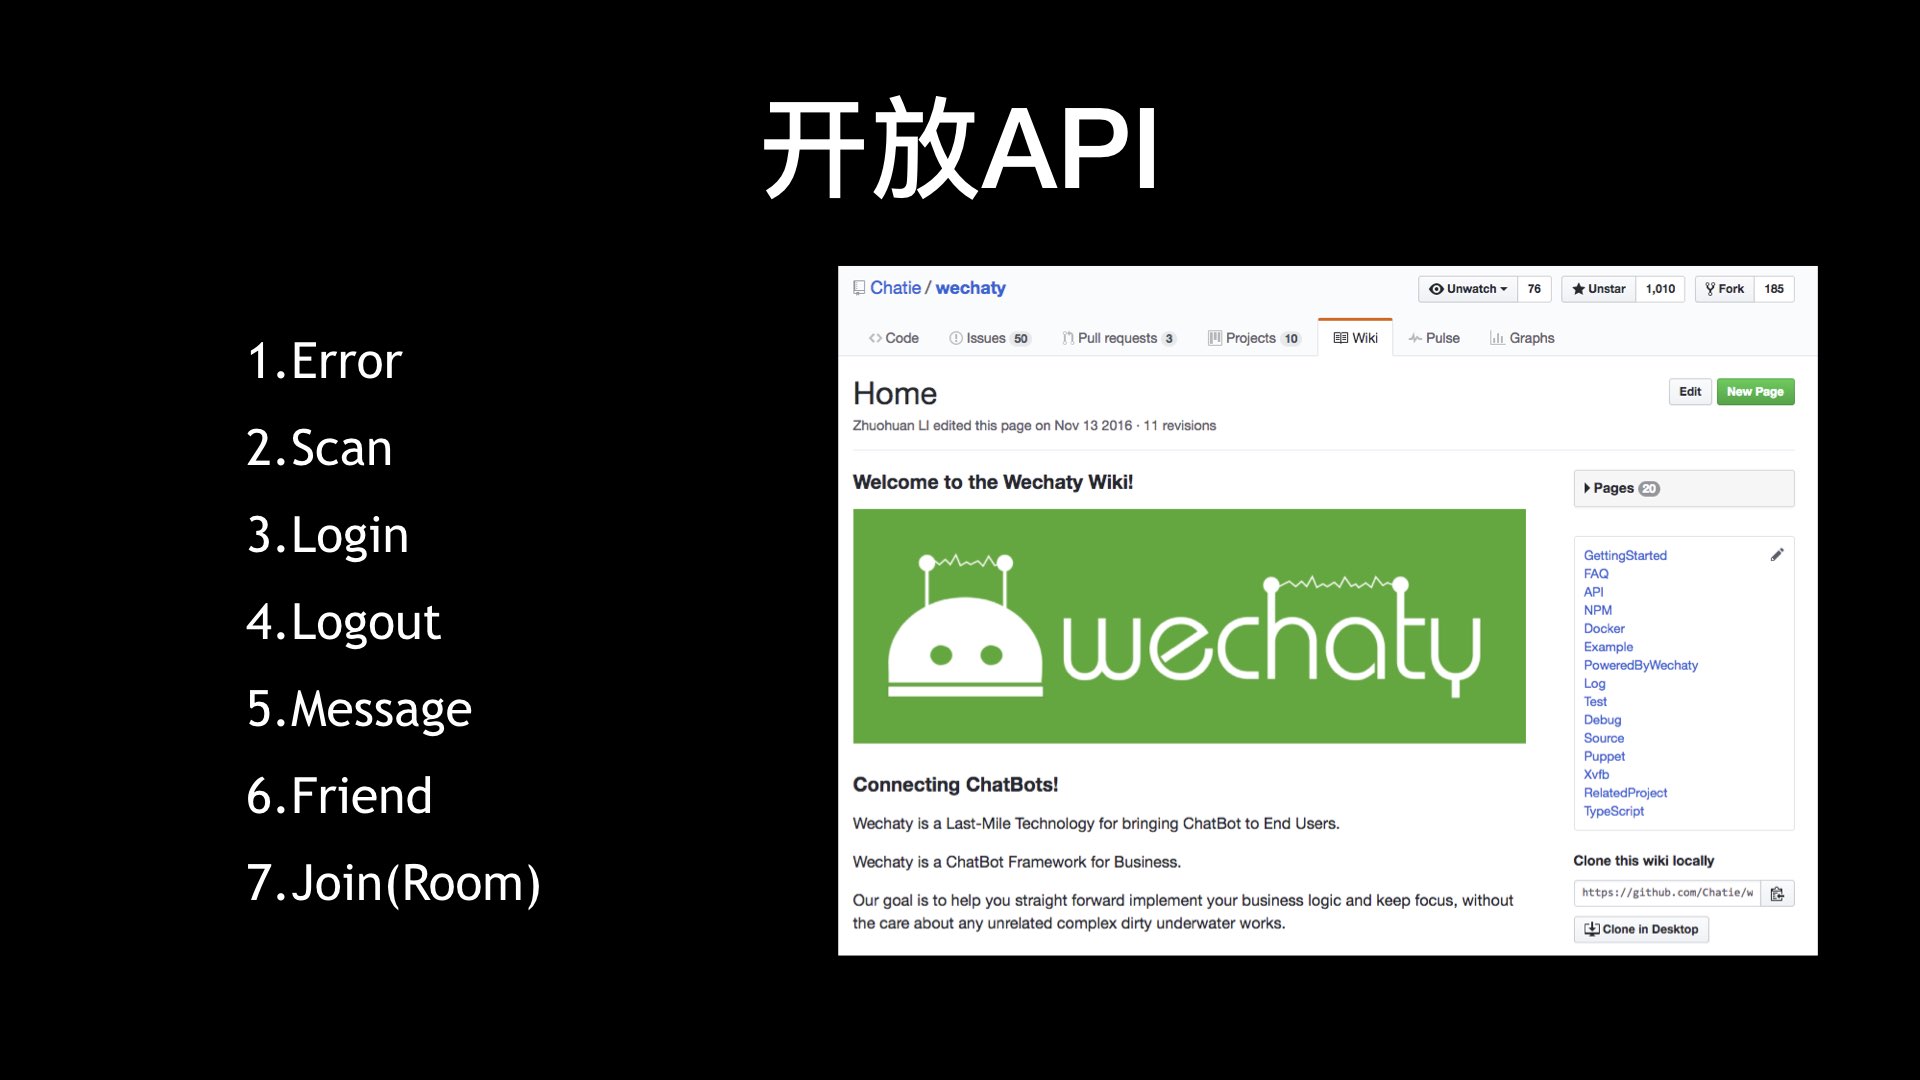 开放API
1.Error
2.Scan
3.Login
4.Logout
5.Message
6.Friend
7.Join(Room)
Chatie / wechaty
Unwatch 76 Unstar 1,010 Fork 185
Code Issues 50 Pull requests 3 Projects 10 Wiki Pulse Graphs
Home
Edit New Page
Zhuohuan LI edited this page on Nov 13 2016 · 11 revisions
Welcome to the Wechaty Wiki!
wechaty
Connecting ChatBots!
Wechaty is a Last-Mile Technology for bringing ChatBot to End Users.
Wechaty is a ChatBot Framework for Business.
Our goal is to help you straight forward implement your business logic and keep focus, without
the care about any unrelated complex dirty underwater works.
Pages 20
GettingStarted
FAQ
API
NPM
Docker
Example
PoweredByWechaty
Log
Test
Debug
Source
Puppet
Xvfb
RelatedProject
TypeScript
Clone this wiki locally
https://github.com/Chatie/w
Clone in Desktop